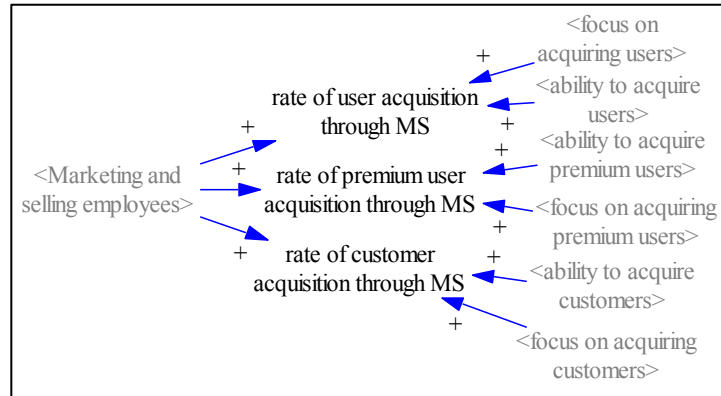 <focus on
acquiring users>
+
rate of user acquisition
through MS
<ability to acquire
users>
+
+
<Marketing and
selling employees>
+
+
rate of premium user
acquisition through MS
<ability to acquire
premium users>
+
<focus on acquiring
premium users>
+
rate of customer
acquisition through MS
+
<ability to acquire
customers>
+
<focus on acquiring
customers>
+